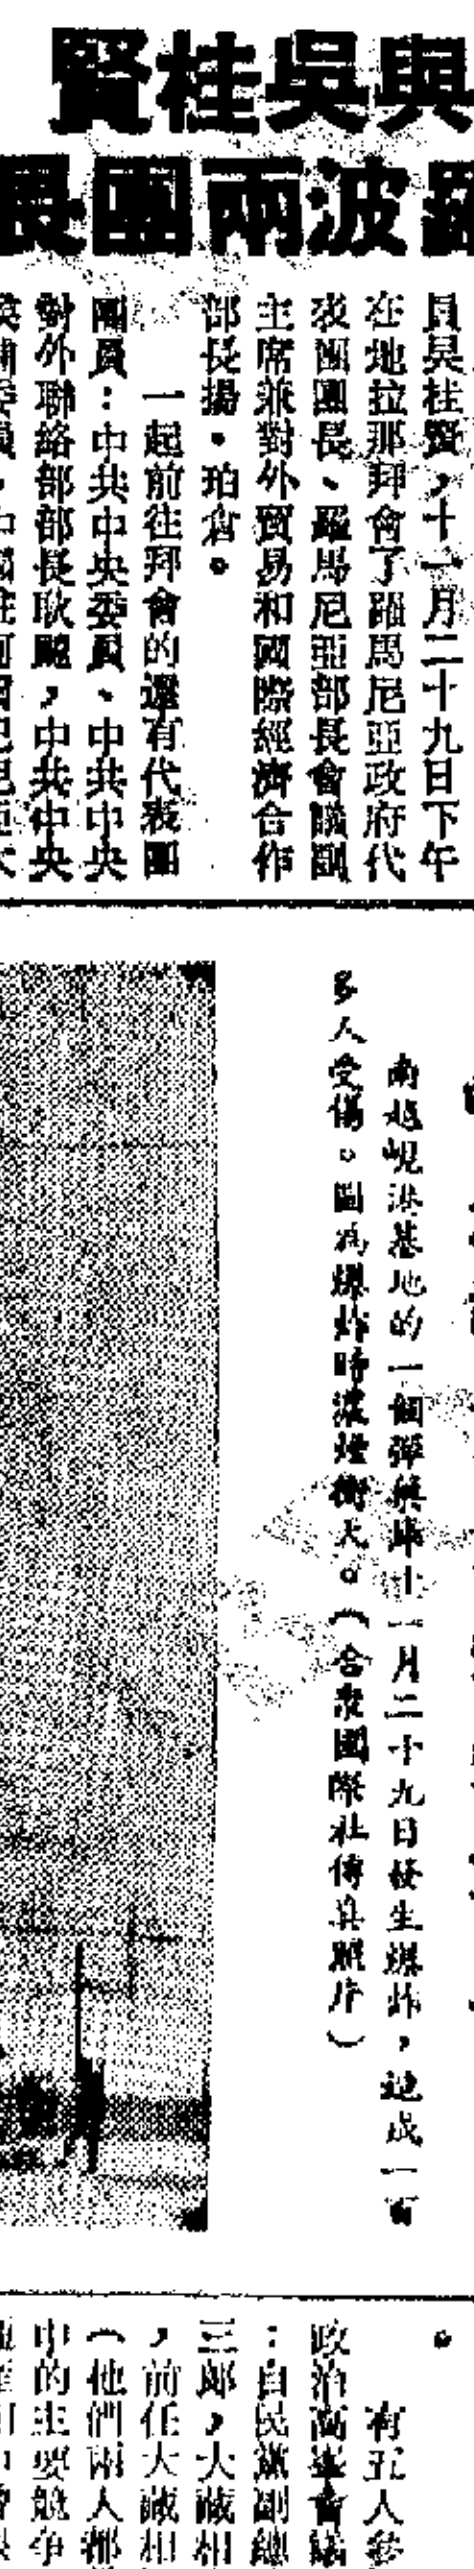 與吳桂賢
羅波兩團長
員吳桂賢，十一月二十九日下午
在地拉那拜會了羅馬尼亞政府代
表團團長、羅馬尼亞部長會議副
主席兼對外貿易和國際經濟合作
部長揚・珀倉。
一起前往拜會的還有代表團
團員：中共中央委員、中共中央
對外聯絡部部長耿飈，中共中央
南越峴港基地的一個彈藥庫十一月二十九日發生爆炸，造成一百
多人受傷。圖爲爆炸時濃煙衝天。（合衆國際社傳眞照片）
。
有五人參
政治高峯會議
：自民黨副總
三郎，大藏相
，前任大藏相
（他們兩人都
中的主要競爭